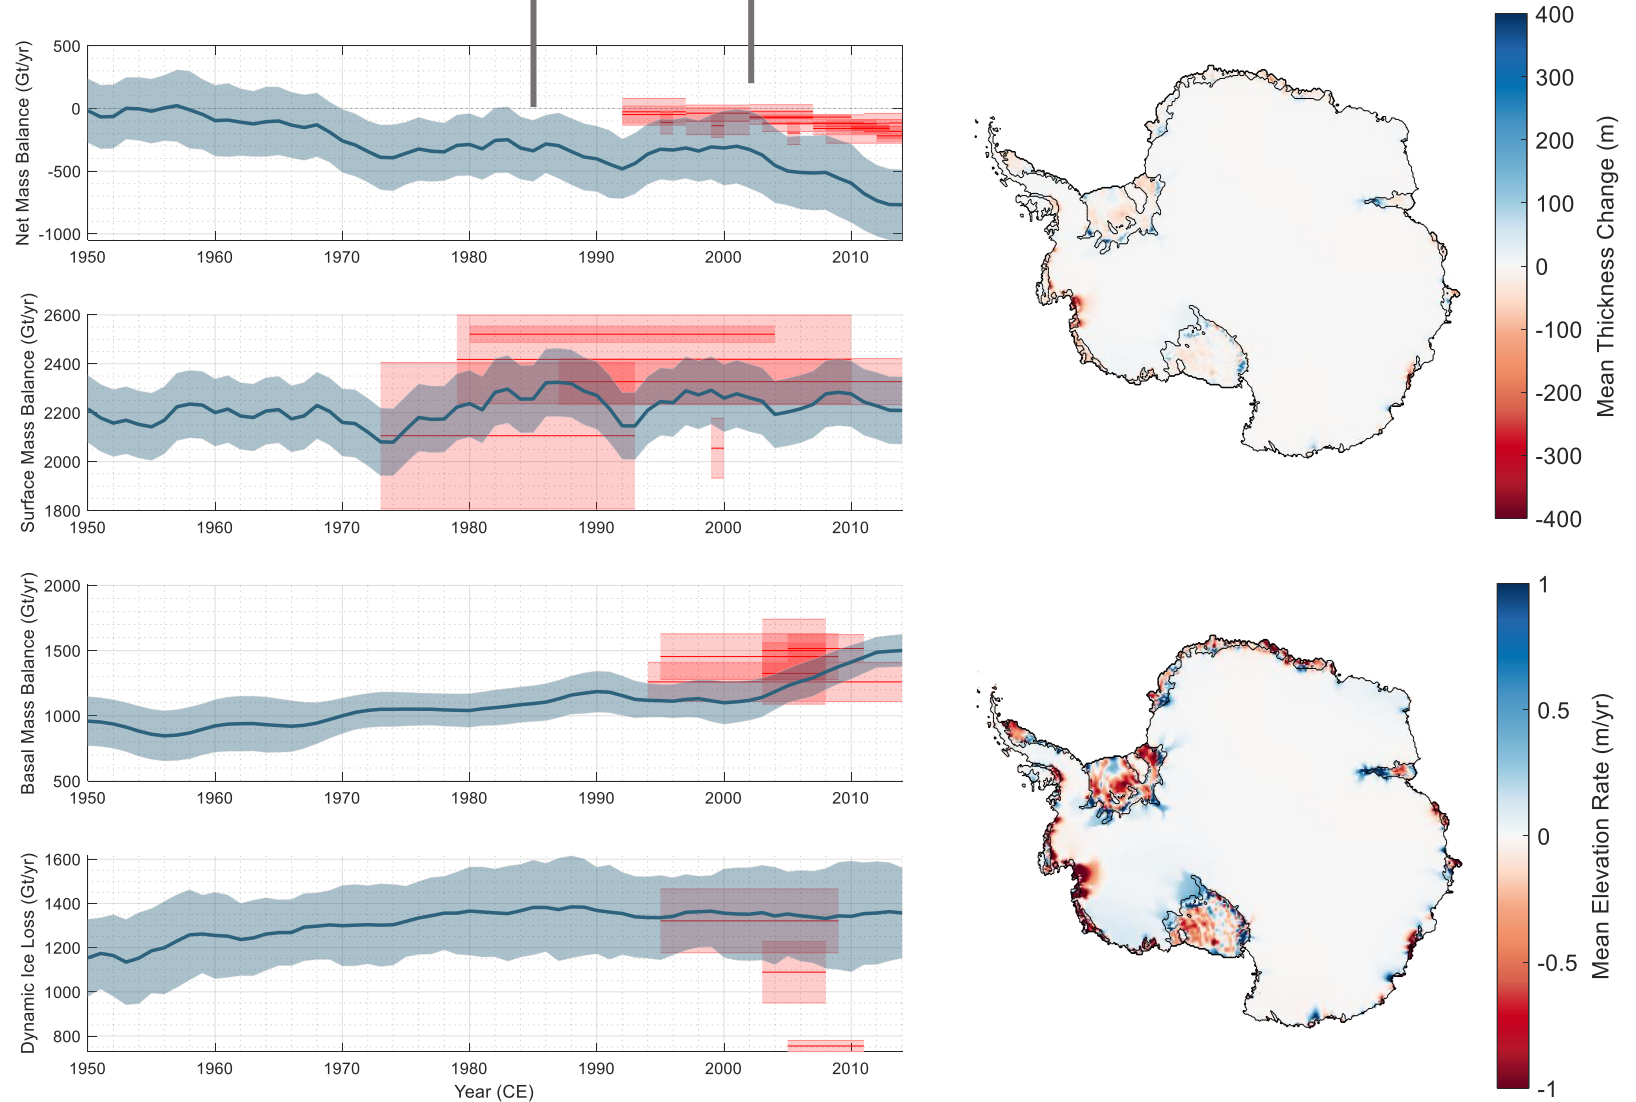 Net Mass Balance (Gt/yr)
500
0
-500
-1000
1950 1960 1970 1980 1990 2000 2010
Surface Mass Balance (Gt/yr)
2600
2400
2200
2000
1800
1950 1960 1970 1980 1990 2000 2010
Basal Mass Balance (Gt/yr)
2000
1500
1000
500
1950 1960 1970 1980 1990 2000 2010
Dynamic Ice Loss (Gt/yr)
1600
1400
1200
1000
800
1950 1960 1970 1980 1990 2000 2010
Year (CE)
400
300
200
100
0
-100
-200
-300
-400
Mean Thickness Change (m)
1
0.5
0
-0.5
-1
Mean Elevation Rate (m/yr)